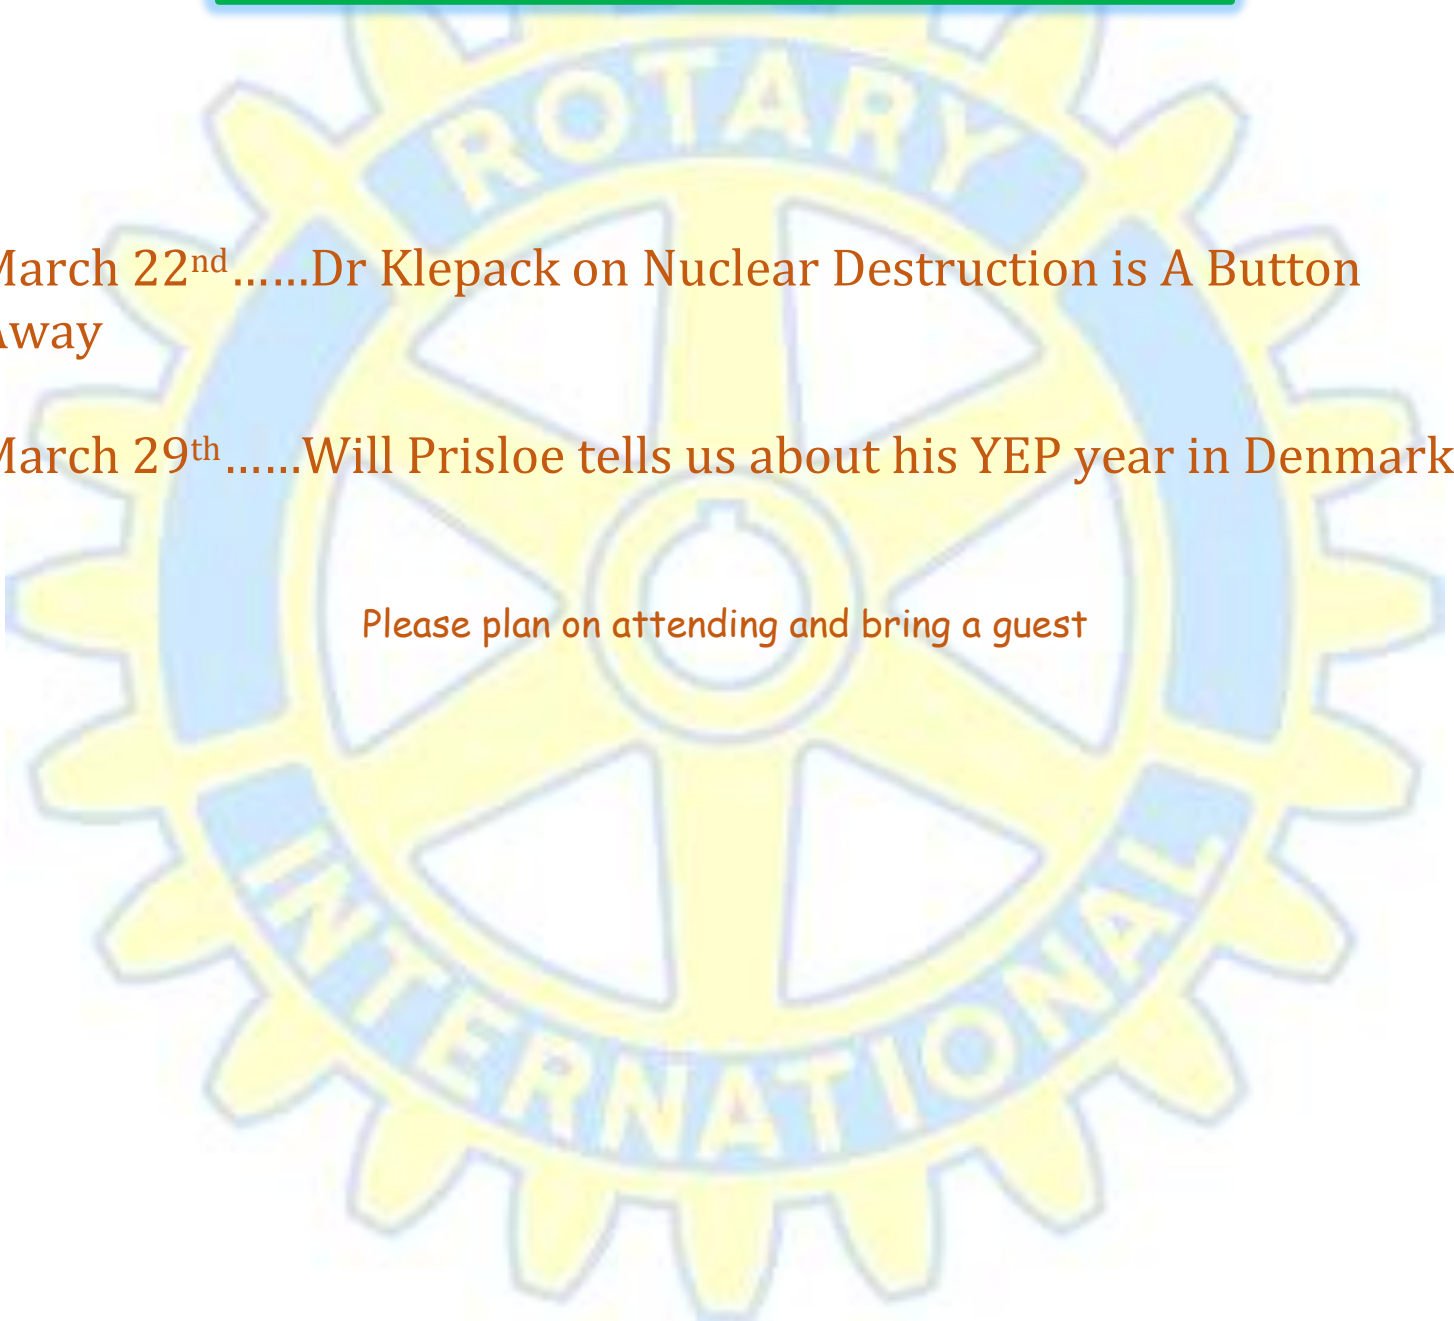 ROTARY
March 22nd......Dr Klepack on Nuclear Destruction is A Button
Away
March 29th......Will Prisloe tells us about his YEP year in Denmark
Please plan on attending and bring a guest
INTERNATIONAL